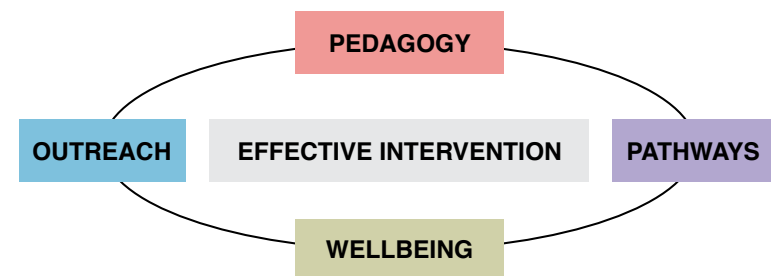 PEDAGOGY
OUTREACH
EFFECTIVE INTERVENTION
PATHWAYS
WELLBEING